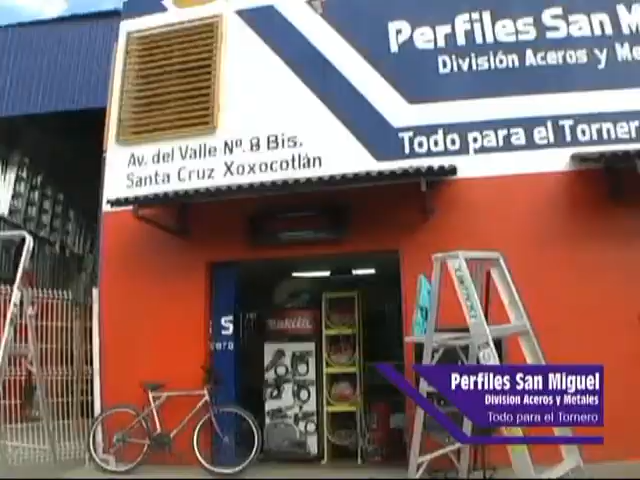 Perfiles San M
División Aceros y Me
Todo para el Torner
Av. del Valle Nº. 8 Bis.
Santa Cruz Xoxocotlán
Makita
Perfiles San Miguel
Division Aceros y Metales
Todo para el Tornero